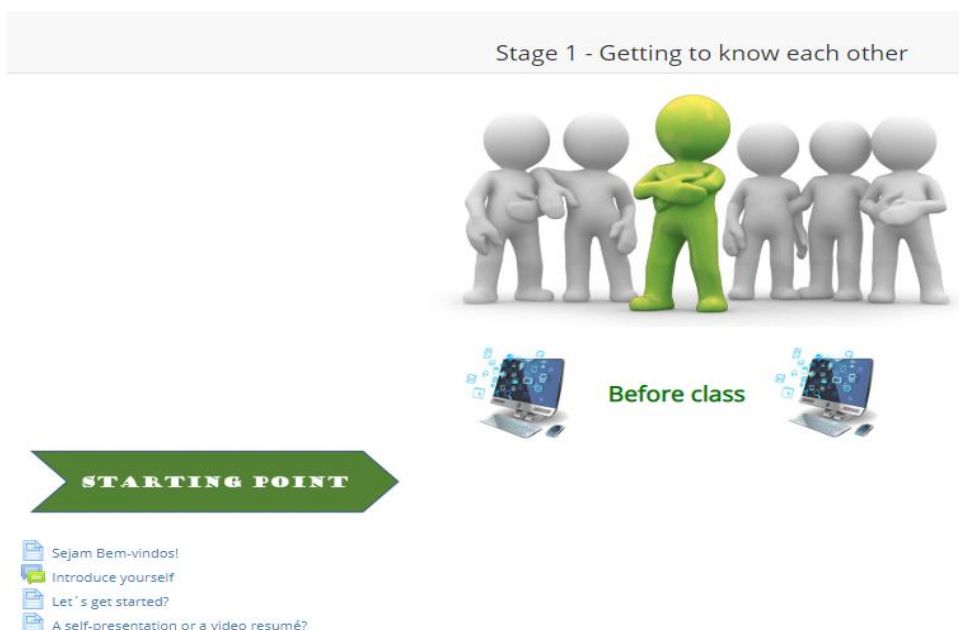 Stage 1 - Getting to know each other
Before class
STARTING POINT
Sejam Bem-vindos!
Introduce yourself
Let´s get started?
A self-presentation or a video resumé?